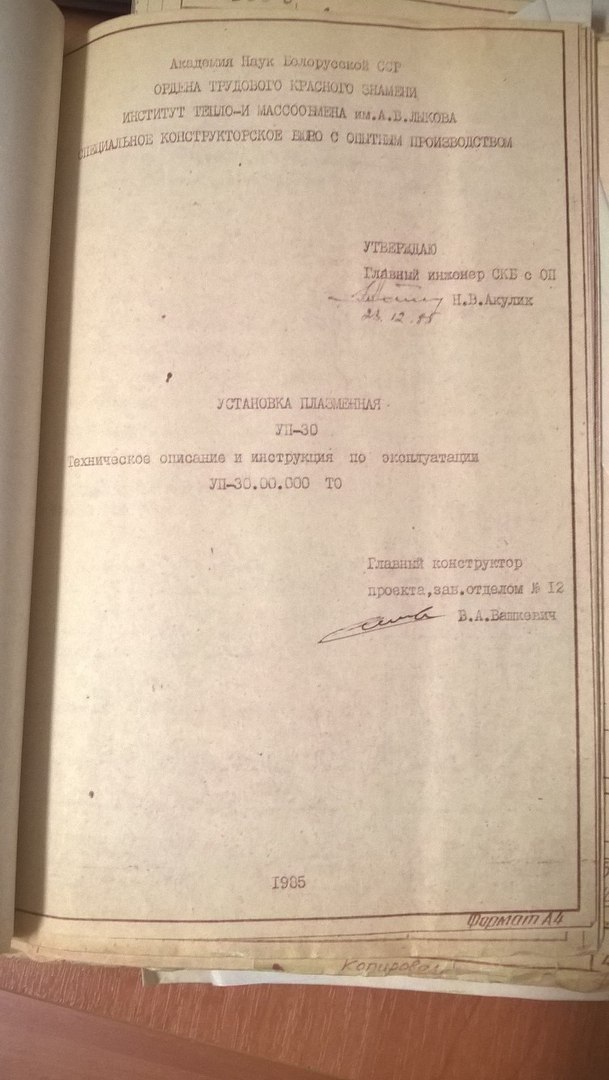 Академия Наук Белорусской ССР
ОРДЕНА ТРУДОВОГО КРАСНОГО ЗНАМЕНИ
ИНСТИТУТ ТЕПЛО-И МАССООБМЕНА им.А.В.ЛЫКОВА
СПЕЦИАЛЬНОЕ КОНСТРУКТОРСКОЕ БЮРО С ОПЫТНЫМ ПРОИЗВОДСТВОМ
УТВЕРЖДАЮ
Главный инженер СКБ с ОП
Н.В.Акулик
23.12.85
УСТАНОВКА ПЛАЗМЕННАЯ
УП-30
Техническое описание и инструкция по эксплуатации
УП-30.00.000 ТО
Главный конструктор
проекта,зав.отделом № 12
В.А.Вашкевич
1985
Формат А4
Копировал